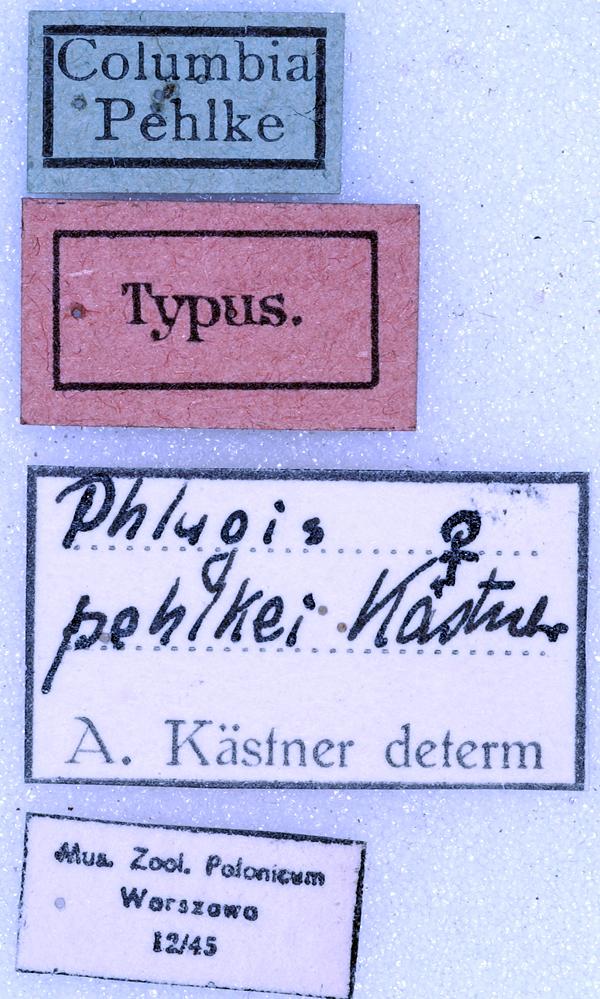 Columbia
Pehlke
Typus.
Phlugis ♀
pehlkei Kästner
A. Kästner determ
Mus. Zool. Polonicum
Warszawa
12/45